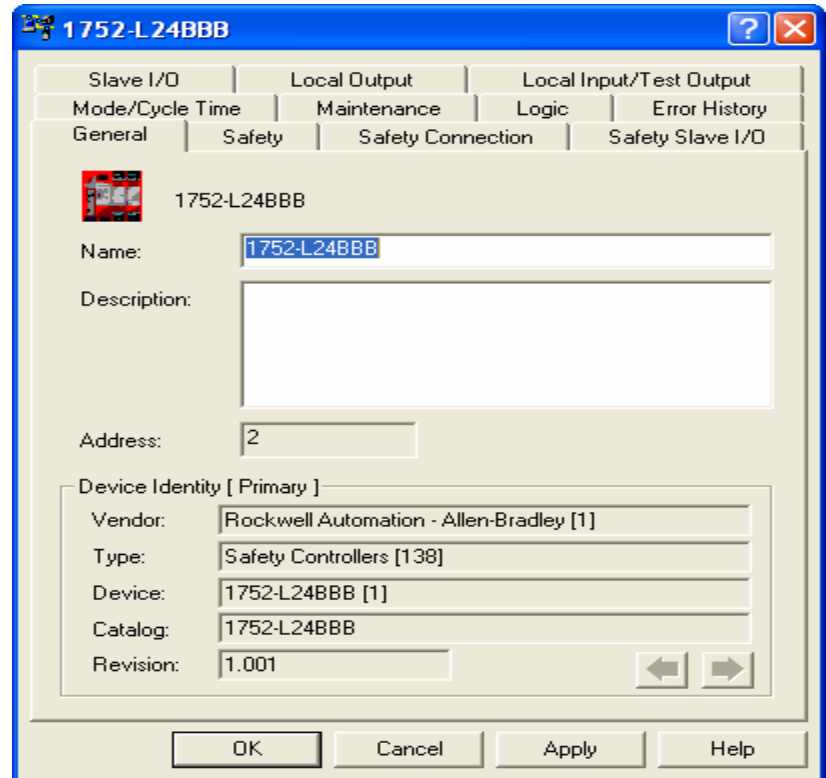 1752-L24BBB
Slave I/O Local Output Local Input/Test Output
Mode/Cycle Time Maintenance Logic Error History
General Safety Safety Connection Safety Slave I/O
1752-L24BBB
Name: 1752-L24BBB
Description:
Address: 2
Device Identity [ Primary ]
Vendor: Rockwell Automation - Allen-Bradley [1]
Type: Safety Controllers [138]
Device: 1752-L24BBB [1]
Catalog: 1752-L24BBB
Revision: 1.001
OK Cancel Apply Help